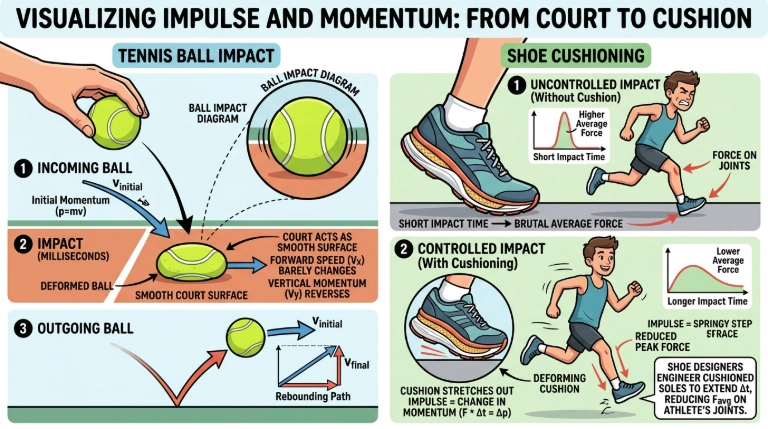 VISUALIZING IMPULSE AND MOMENTUM: FROM COURT TO CUSHION
TENNIS BALL IMPACT
BALL IMPACT DIAGRAM
BALL IMPACT
DIAGRAM
1 INCOMING BALL
Vinitial
Initial Momentum
(p=mv)
2 IMPACT
(MILLISECONDS)
DEFORMED BALL
SMOOTH COURT SURFACE
COURT ACTS AS
SMOOTH SURFACE
FORWARD SPEED (Vx)
BARELY CHANGES
VERTICAL MOMENTUM
(Vy) REVERSES
3 OUTGOING BALL
Vinitial
Vfinal
Rebounding Path
SHOE CUSHIONING
1 UNCONTROLLED IMPACT
(Without Cushion)
Higher
Average
Force
Short Impact Time
FORCE ON
JOINTS
SHORT IMPACT TIME → BRUTAL AVERAGE FORCE
2 CONTROLLED IMPACT
(With Cushioning)
Lower
Average
Force
Longer Impact Time
IMPULSE = SPRINGY STEP
REDUCED
PEAK FORCE
DEFORMING
CUSHION
CUSHION STRETCHES OUT
IMPULSE = CHANGE IN
MOMENTUM (F * Δt = Δp)
SHOE DESIGNERS
ENGINEER CUSHIONED
SOLES TO EXTEND Δt,
REDUCING Favg ON
ATHLETE'S JOINTS.